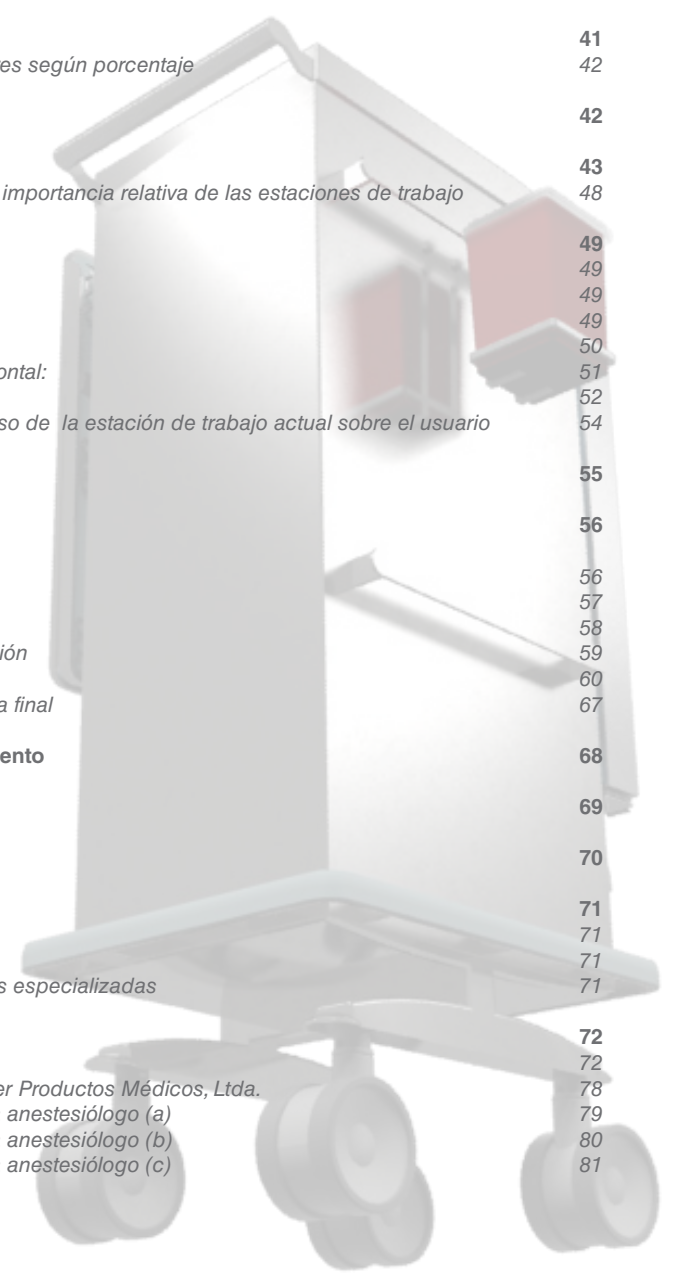 41
es según porcentaje 42
42
43
importancia relativa de las estaciones de trabajo 48
49
49
49
49
50
ontal: 51
52
so de la estación de trabajo actual sobre el usuario 54
55
56
56
57
58
ión 59
60
a final 67
ento 68
69
70
71
71
71
s especializadas 71
72
72
er Productos Médicos, Ltda. 78
anestesiólogo (a) 79
anestesiólogo (b) 80
anestesiólogo (c) 81